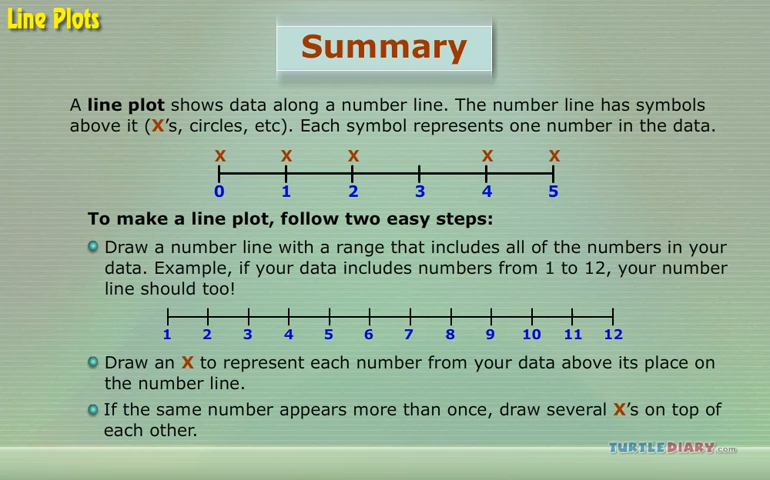 Line Plots
Summary
A line plot shows data along a number line. The number line has symbols
above it (X's, circles, etc). Each symbol represents one number in the data.
X X X X X
0 1 2 3 4 5
To make a line plot, follow two easy steps:
Draw a number line with a range that includes all of the numbers in your
data. Example, if your data includes numbers from 1 to 12, your number
line should too!
1 2 3 4 5 6 7 8 9 10 11 12
Draw an X to represent each number from your data above its place on
the number line.
If the same number appears more than once, draw several X's on top of
each other.
TURTLEDIARY.com